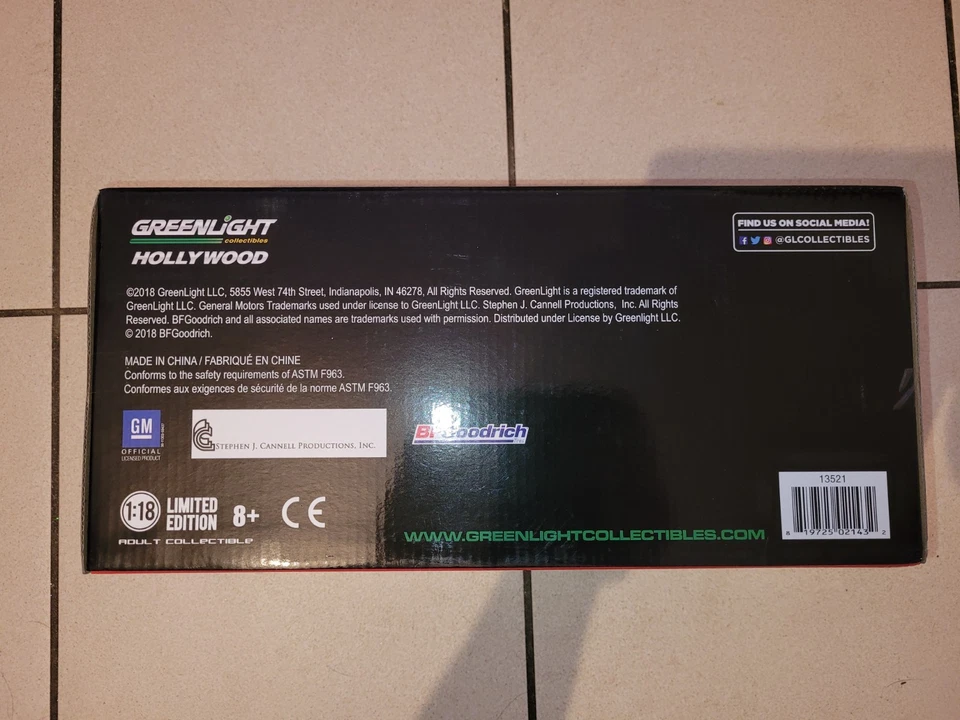 GREENLiGHT
collectibles
HOLLYWOOD
FIND US ON SOCIAL MEDIA!
@GLCOLLECTIBLES
©2018 GreenLight LLC, 5855 West 74th Street, Indianapolis, IN 46278, All Rights Reserved. GreenLight is a registered trademark of
GreenLight LLC. General Motors Trademarks used under license to GreenLight LLC. Stephen J. Cannell Productions, Inc. All Rights
Reserved. BFGoodrich and all associated names are trademarks used with permission. Distributed under License by Greenlight LLC.
© 2018 BFGoodrich.
MADE IN CHINA / FABRIQUÉ EN CHINE
Conforms to the safety requirements of ASTM F963.
Conformes aux exigences de sécurité de la norme ASTM F963.
GM
OFFICIAL
LICENSED PRODUCT
STEPHEN J. CANNELL PRODUCTIONS, INC.
BFGoodrich
1:18
LIMITED
EDITION
8+
CE
ADULT COLLECTIBLE
WWW.GREENLIGHTCOLLECTIBLES.COM
13521
8 19725 02143 2